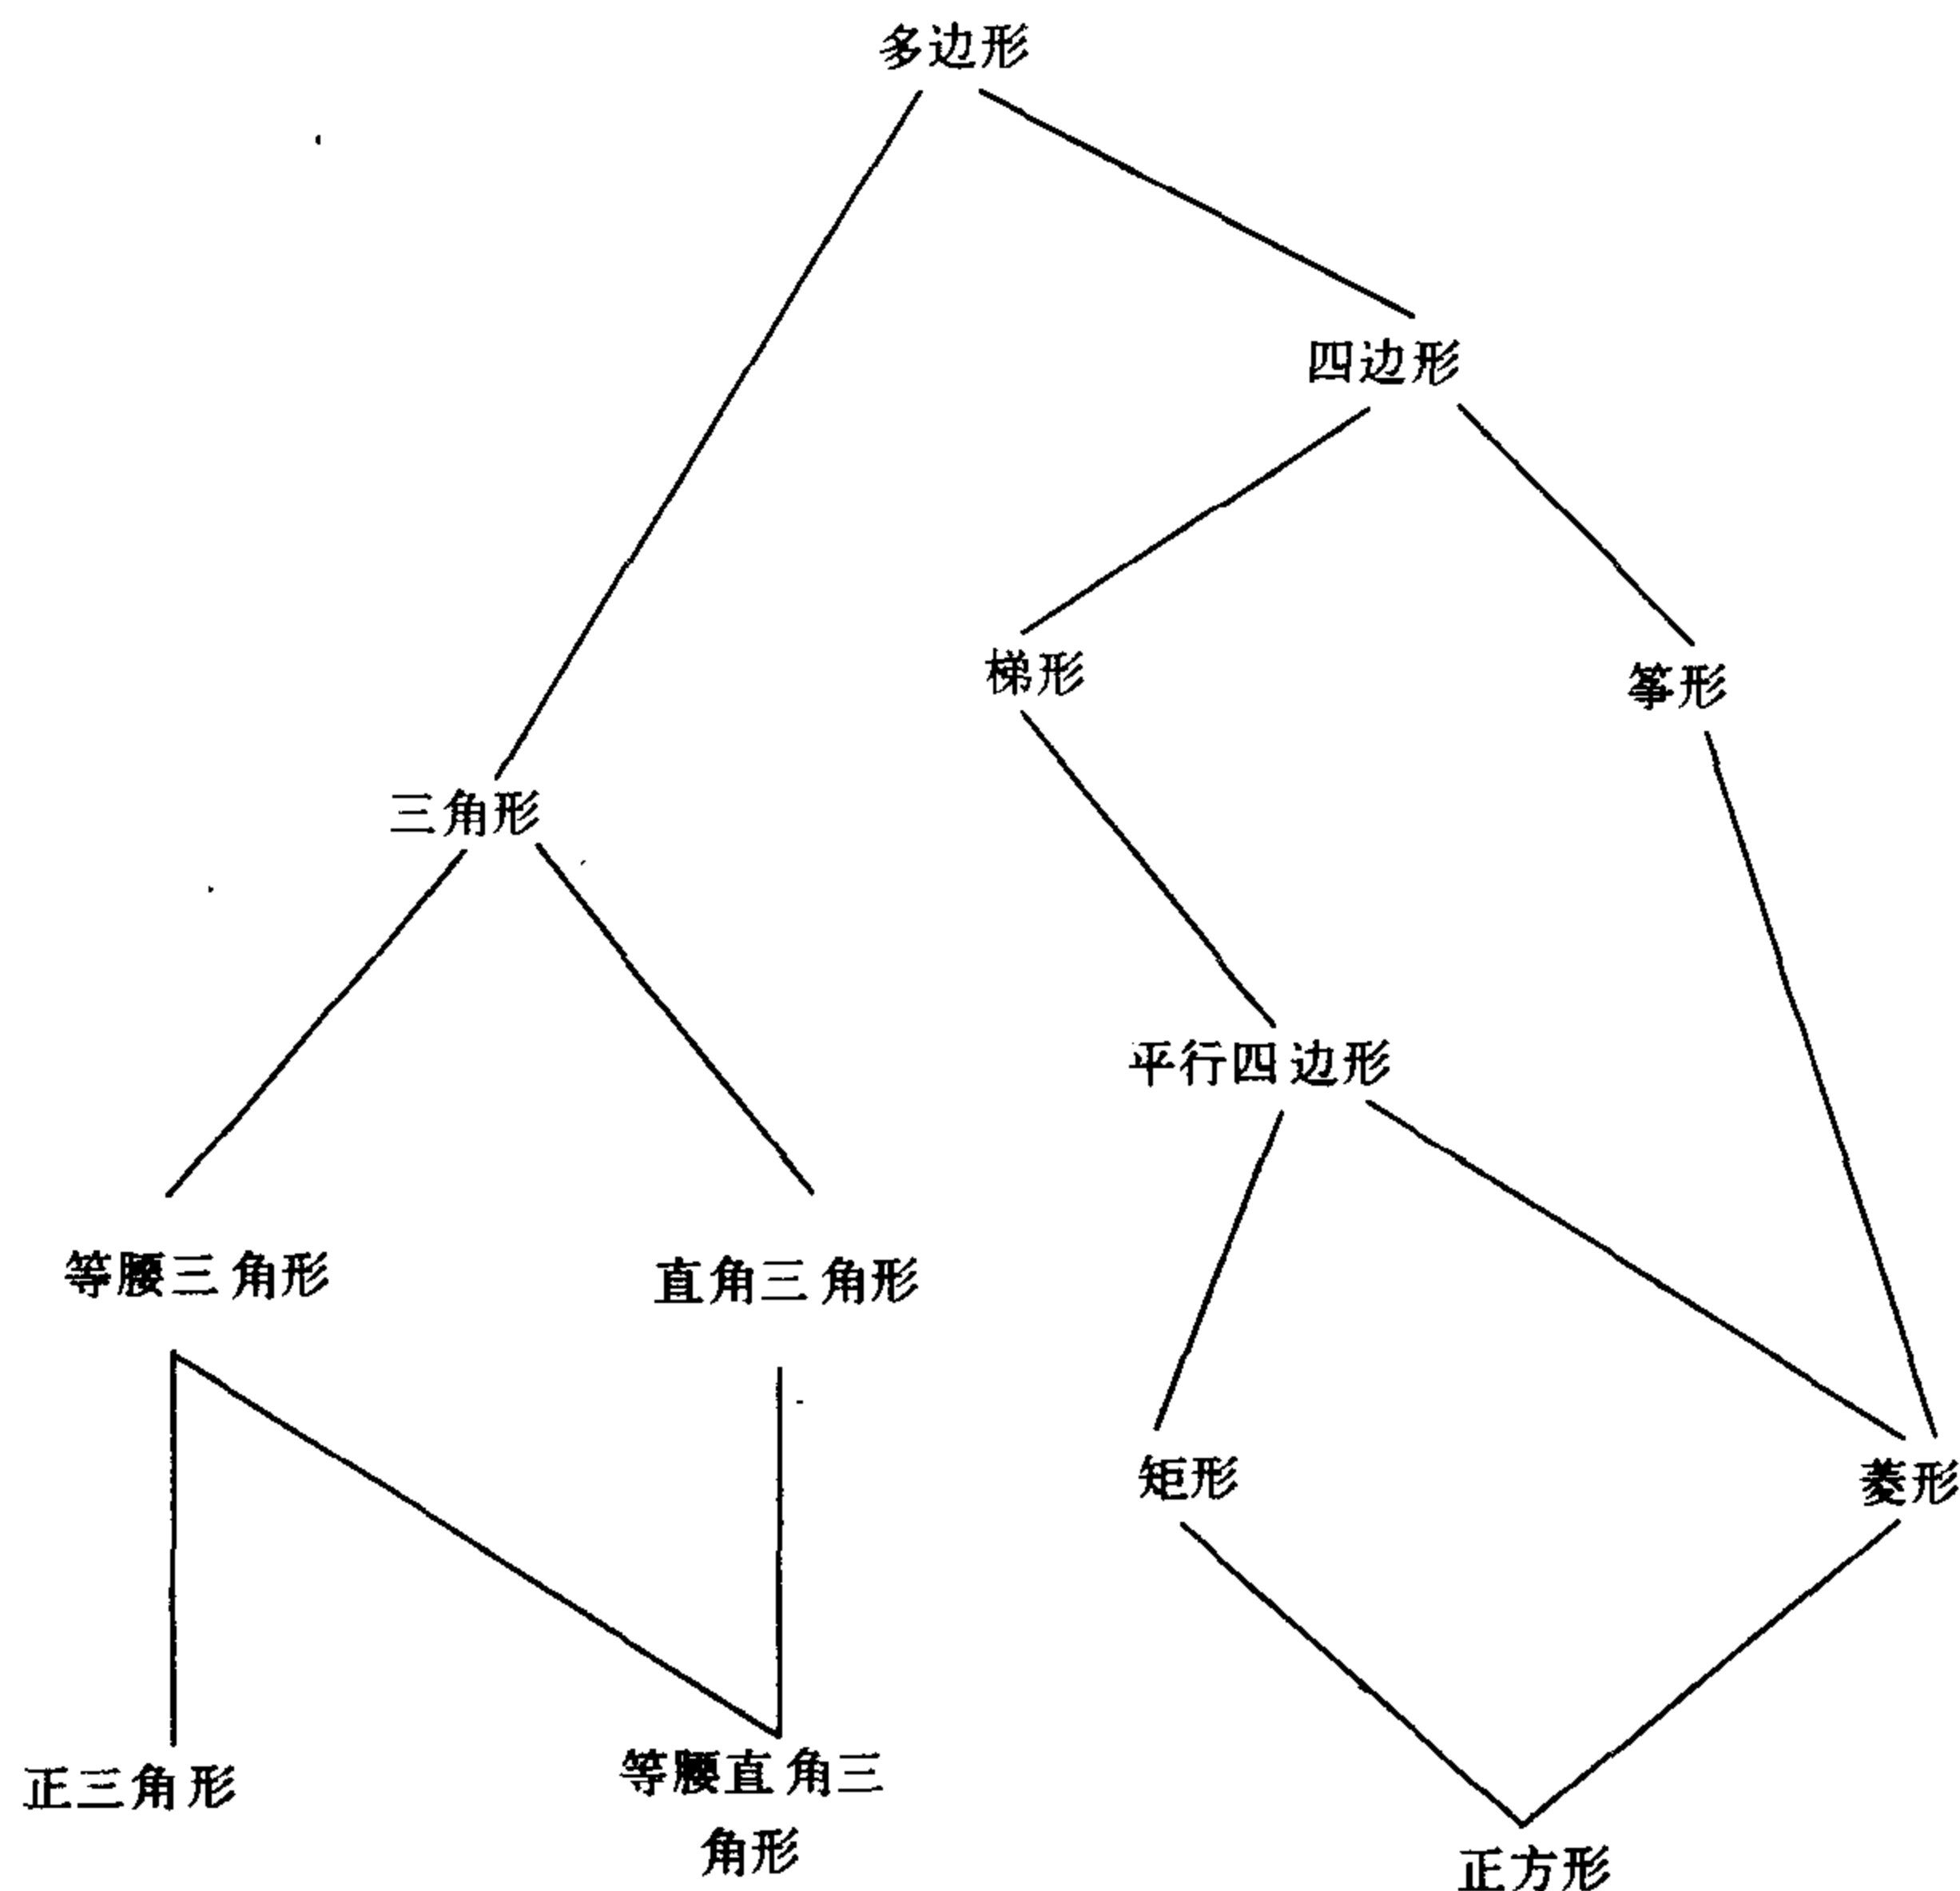 多边形
四边形
梯形
筝形
三角形
平行四边形
等腰三角形
直角三角形
矩形
菱形
正三角形
等腰直角三
角形
正方形